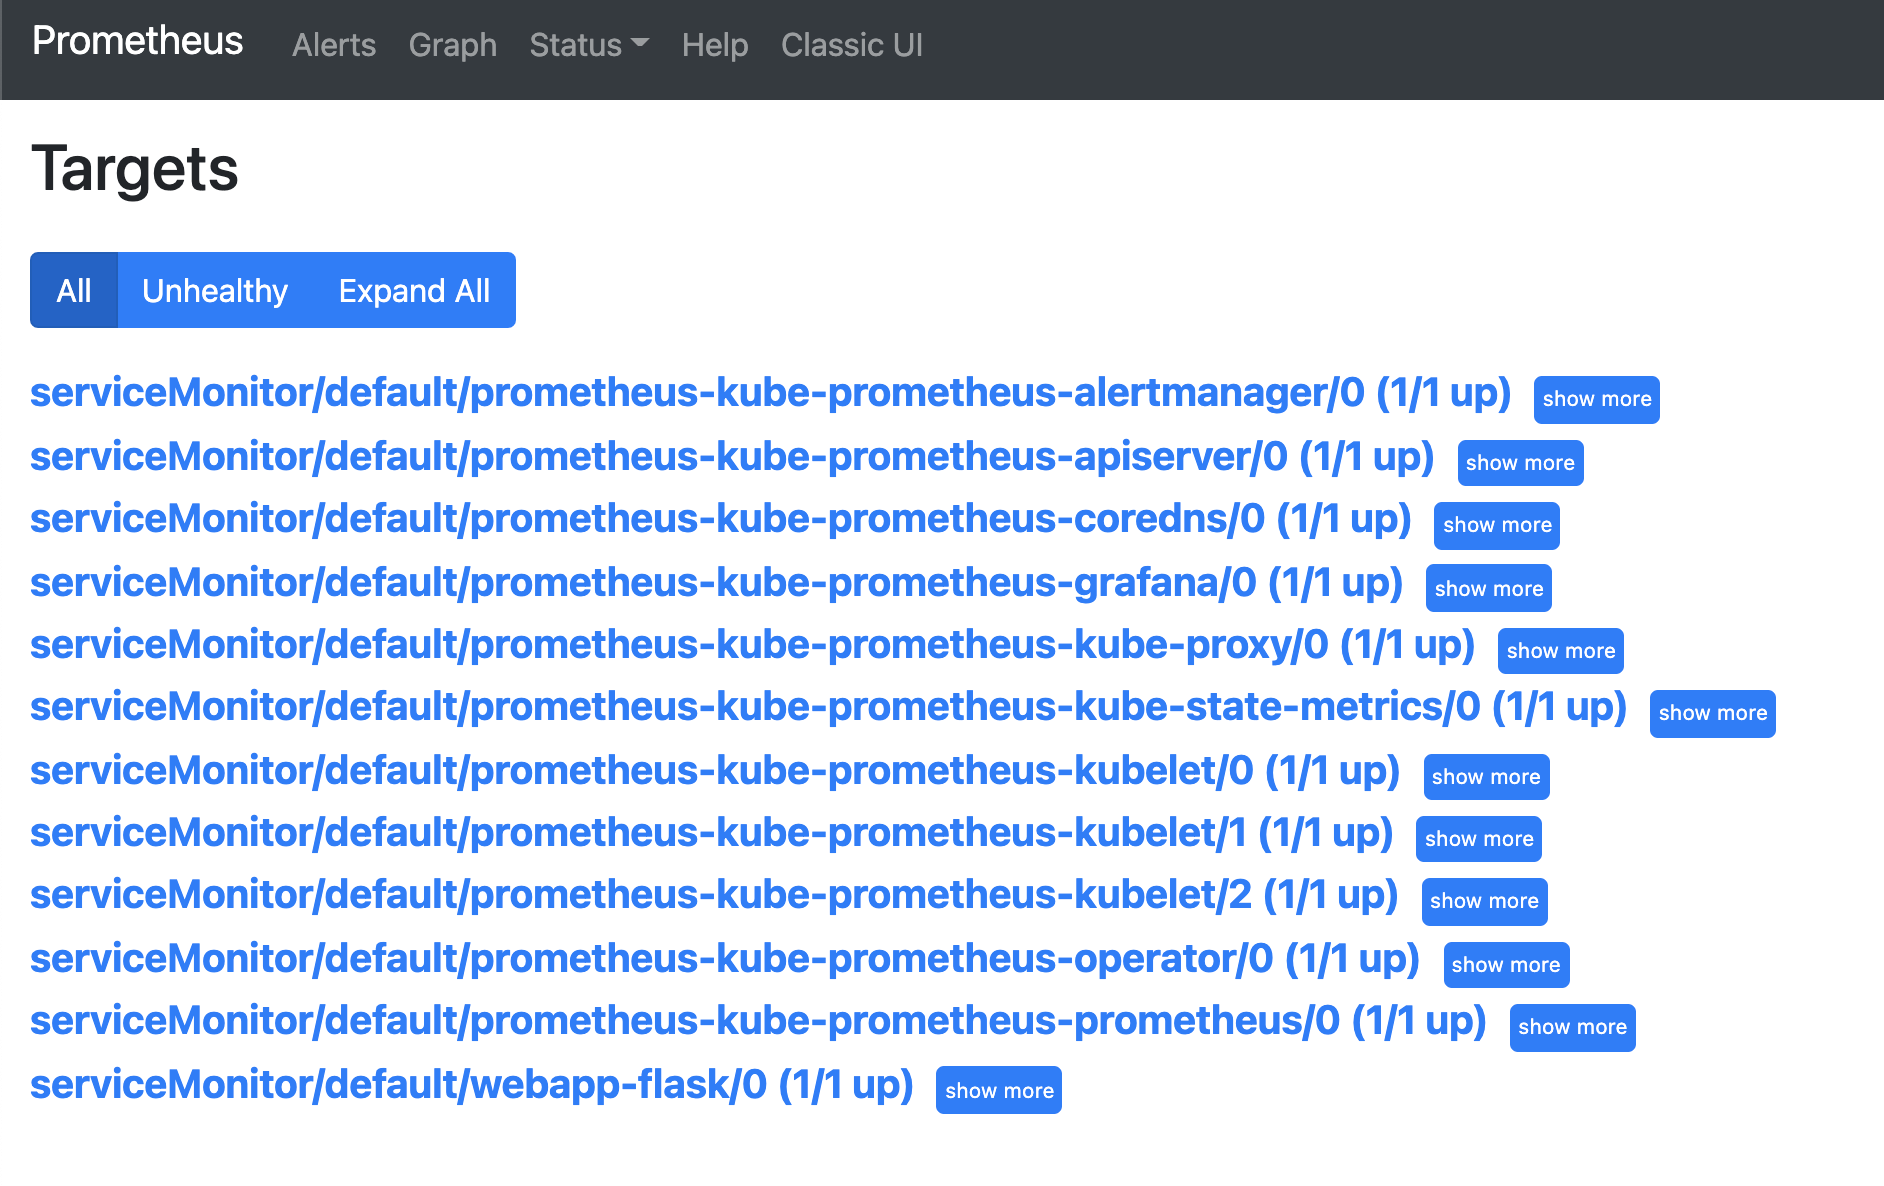 Prometheus Alerts Graph Status Help Classic UI
Targets
All Unhealthy Expand All
serviceMonitor/default/prometheus-kube-prometheus-alertmanager/0 (1/1 up) show more
serviceMonitor/default/prometheus-kube-prometheus-apiserver/0 (1/1 up) show more
serviceMonitor/default/prometheus-kube-prometheus-coredns/0 (1/1 up) show more
serviceMonitor/default/prometheus-kube-prometheus-grafana/0 (1/1 up) show more
serviceMonitor/default/prometheus-kube-prometheus-kube-proxy/0 (1/1 up) show more
serviceMonitor/default/prometheus-kube-prometheus-kube-state-metrics/0 (1/1 up) show more
serviceMonitor/default/prometheus-kube-prometheus-kubelet/0 (1/1 up) show more
serviceMonitor/default/prometheus-kube-prometheus-kubelet/1 (1/1 up) show more
serviceMonitor/default/prometheus-kube-prometheus-kubelet/2 (1/1 up) show more
serviceMonitor/default/prometheus-kube-prometheus-operator/0 (1/1 up) show more
serviceMonitor/default/prometheus-kube-prometheus-prometheus/0 (1/1 up) show more
serviceMonitor/default/webapp-flask/0 (1/1 up) show more